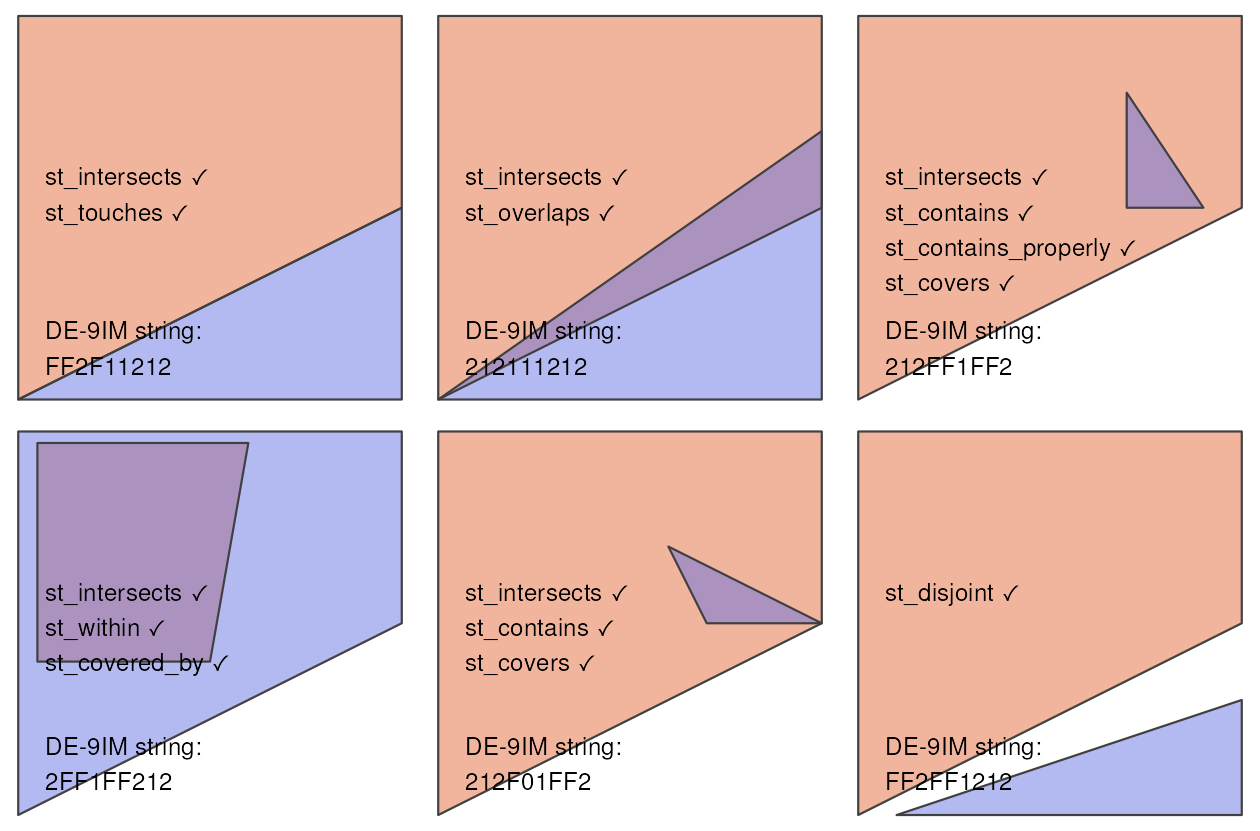 st_intersects ✓
st_touches ✓
DE-9IM string:
FF2F11212
st_intersects ✓
st_overlaps ✓
DE-9IM string:
212111212
st_intersects ✓
st_contains ✓
st_contains_properly ✓
st_covers ✓
DE-9IM string:
212FF1FF2
st_intersects ✓
st_within ✓
st_covered_by ✓
DE-9IM string:
2FF1FF212
st_intersects ✓
st_contains ✓
st_covers ✓
DE-9IM string:
212F01FF2
st_disjoint ✓
DE-9IM string:
FF2FF1212